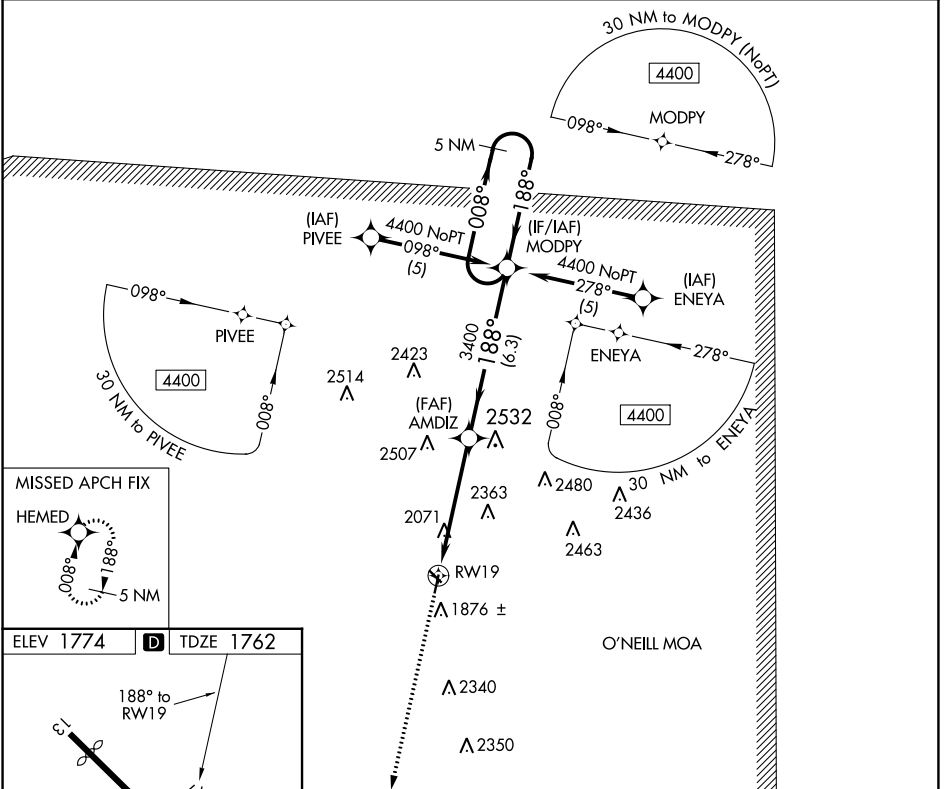 30 NM to MODPY (NoPT)
4400
MODPY
098°
278°
5 NM
008°
188°
(IAF)
PIVEE
4400 NoPT
098°
(5)
(IF/IAF)
MODPY
4400 NoPT
278°
(5)
(IAF)
ENEYA
098°
PIVEE
4400
008°
30 NM to PIVEE
3400
188°
(6.3)
ENEYA
278°
008°
4400
30 NM to ENEYA
2423
2514
(FAF)
AMDIZ
2532
2507
2480
2436
2363
2463
2071
MISSED APCH FIX
HEMED
008°
188°
5 NM
RW19
1876 ±
O'NEILL MOA
2340
2350
ELEV 1774
D
TDZE 1762
188° to
RW19
13